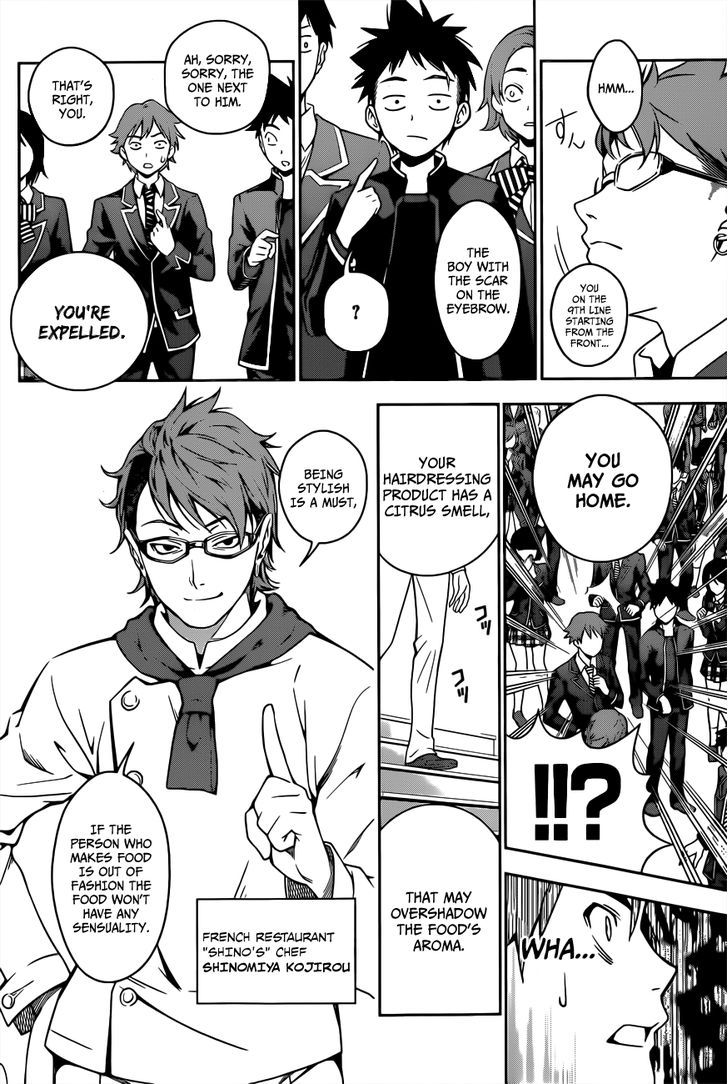 HMM...
すん
YOU
ON THE
9TH LINE
STARTING
FROM THE
FRONT...
THE
BOY WITH
THE SCAR
ON THE
EYEBROW.
?
AH, SORRY,
SORRY, THE
ONE NEXT
TO HIM.
THAT'S
RIGHT,
YOU.
YOU'RE
EXPELLED.
YOU
MAY GO
HOME.
!!?
WHA...
YOUR
HAIRDRESSING
PRODUCT HAS A
CITRUS SMELL,
コツ
コツ
THAT MAY
OVERSHADOW
THE FOOD'S
AROMA.
BEING
STYLISH
IS A MUST,
IF THE
PERSON WHO
MAKES FOOD
IS OUT OF
FASHION THE
FOOD WON'T
HAVE ANY
SENSUALITY.
FRENCH RESTAURANT
"SHINO'S" CHEF
SHINOMIYA KOJIROU